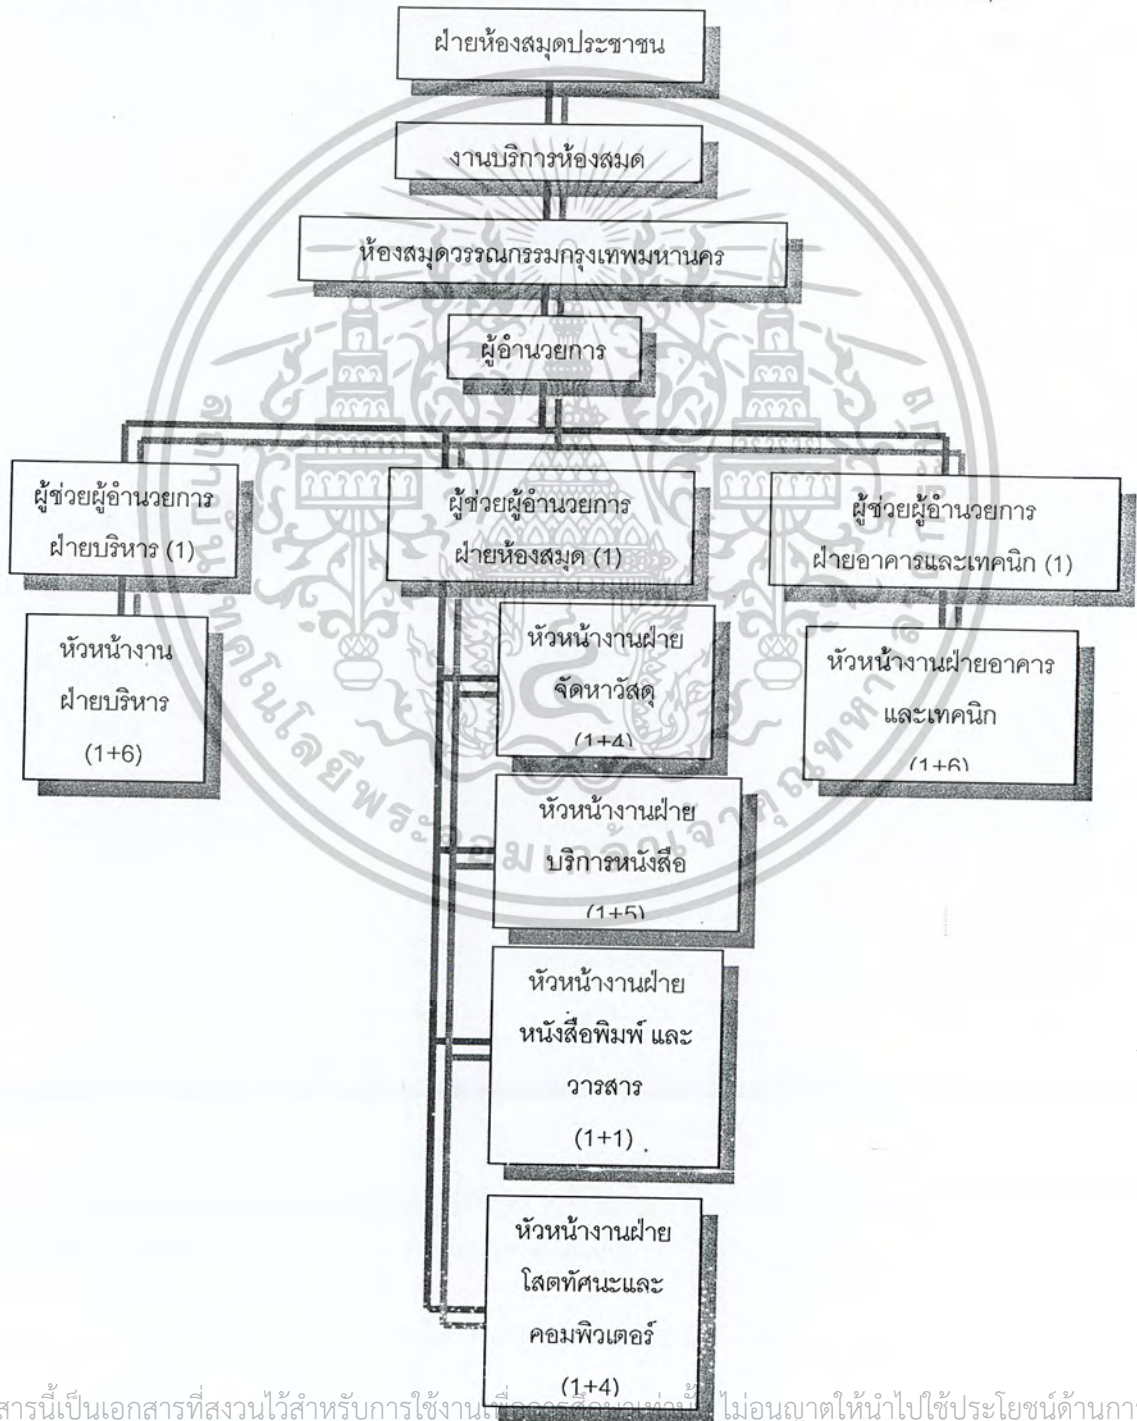 ฝ่ายห้องสมุดประชาชน
งานบริการห้องสมุด
ห้องสมุดวรรณกรรมกรุงเทพมหานคร
ผู้อำนวยการ
ผู้ช่วยผู้อำนวยการ
ฝ่ายบริหาร (1)
ผู้ช่วยผู้อำนวยการ
ฝ่ายห้องสมุด (1)
ผู้ช่วยผู้อำนวยการ
ฝ่ายอาคารและเทคนิค (1)
หัวหน้างาน
ฝ่ายบริหาร
(1+6)
หัวหน้างานฝ่าย
จัดหาวัสดุ
(1+4)
หัวหน้างานฝ่ายอาคาร
และเทคนิค
(1+6)
หัวหน้างานฝ่าย
บริการหนังสือ
(1+5)
หัวหน้างานฝ่าย
หนังสือพิมพ์ และ
วารสาร
(1+1)
หัวหน้างานฝ่าย
โสตทัศนะและ
คอมพิวเตอร์
(1+4)
สารนี้เป็นเอกสารที่สงวนไว้สำหรับการใช้งานเพื่อการศึกษาเท่านั้น ไม่อนุญาตให้นำไปใช้ประโยชน์ด้านการ